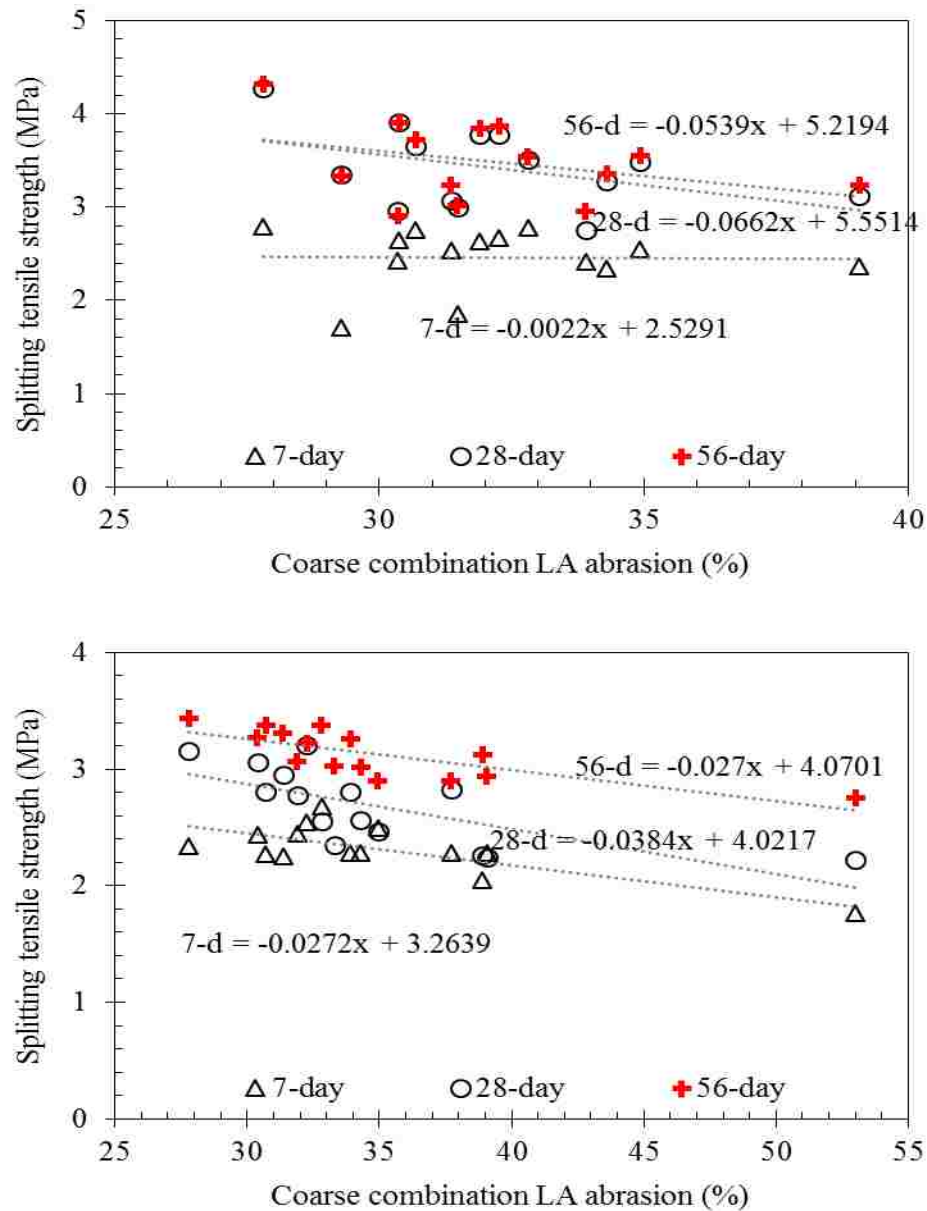 5
4
3
2
1
0
Splitting tensile strength (MPa)
56-d = -0.0539x + 5.2194
28-d = -0.0662x + 5.5514
7-d = -0.0022x + 2.5291
7-day 28-day 56-day
25 30 35 40
Coarse combination LA abrasion (%)
4
3
2
1
0
Splitting tensile strength (MPa)
56-d = -0.027x + 4.0701
28-d = -0.0384x + 4.0217
7-d = -0.0272x + 3.2639
7-day 28-day 56-day
25 30 35 40 45 50 55
Coarse combination LA abrasion (%)